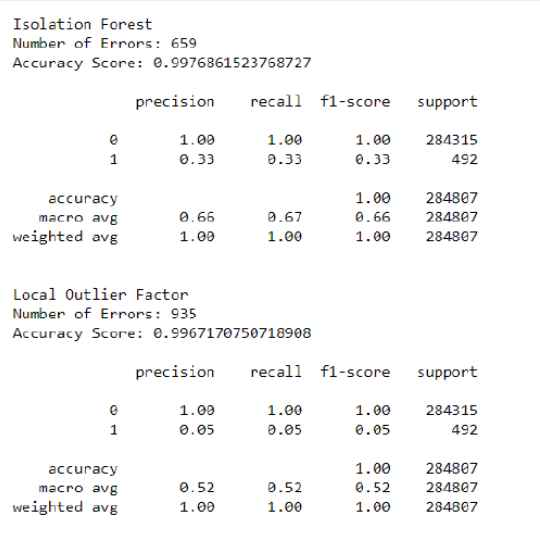 Isolation Forest
Number of Errors: 659
Accuracy Score: 0.9976861523768727
precision recall f1-score support
0 1.00 1.00 1.00 284315
1 0.33 0.33 0.33 492
accuracy 1.00 284807
macro avg 0.66 0.67 0.66 284807
weighted avg 1.00 1.00 1.00 284807
Local Outlier Factor
Number of Errors: 935
Accuracy Score: 0.9967170750718908
precision recall f1-score support
0 1.00 1.00 1.00 284315
1 0.05 0.05 0.05 492
accuracy 1.00 284807
macro avg 0.52 0.52 0.52 284807
weighted avg 1.00 1.00 1.00 284807